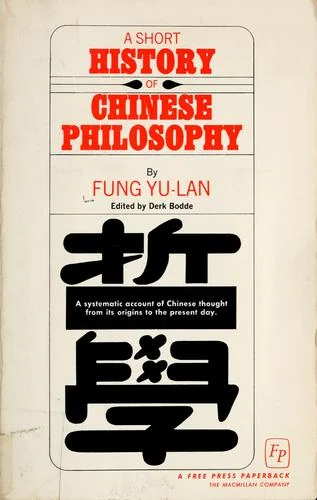 A SHORT
HISTORY
OF
CHINESE
PHILOSOPHY
By
FUNG YU-LAN
Edited by Derk Bodde
哲
A systematic account of Chinese thought
from its origins to the present day.
學
FP
A FREE PRESS PAPERBACK
THE MACMILLAN COMPANY